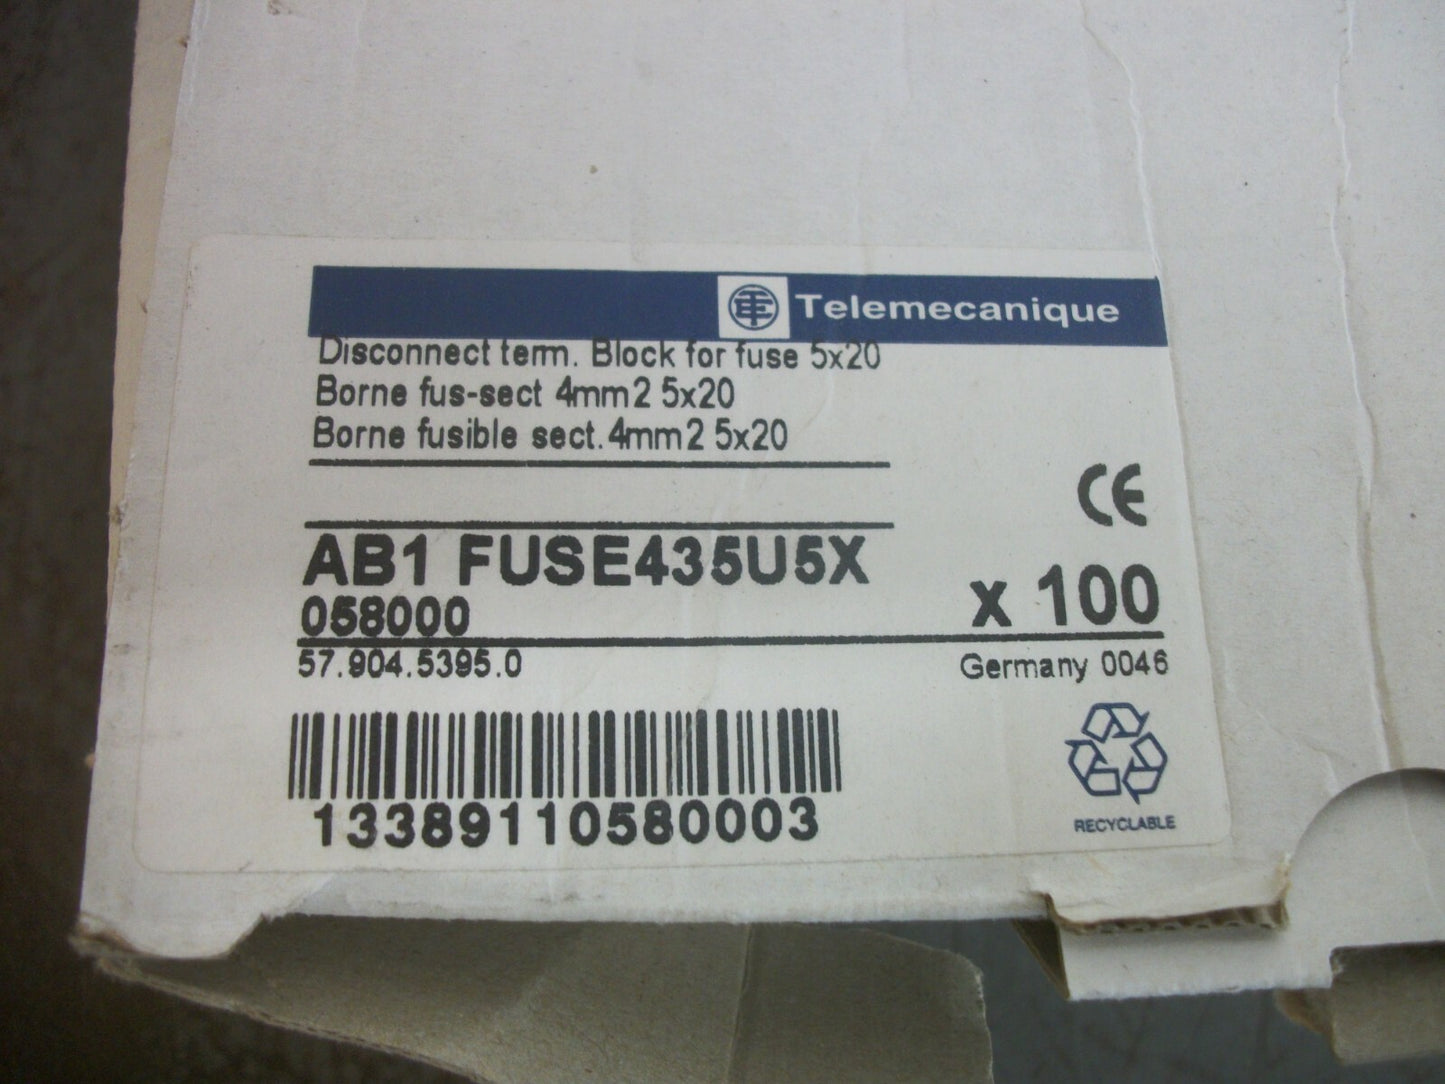 Telemecanique
Disconnect term. Block for fuse 5x20
Borne fus-sect 4mm2 5x20
Borne fusible sect. 4mm2 5x20
CE
AB1 FUSE435U5X
x 100
058000
57.904.5395.0
Germany 0046
13389110580003
RECYCLABLE